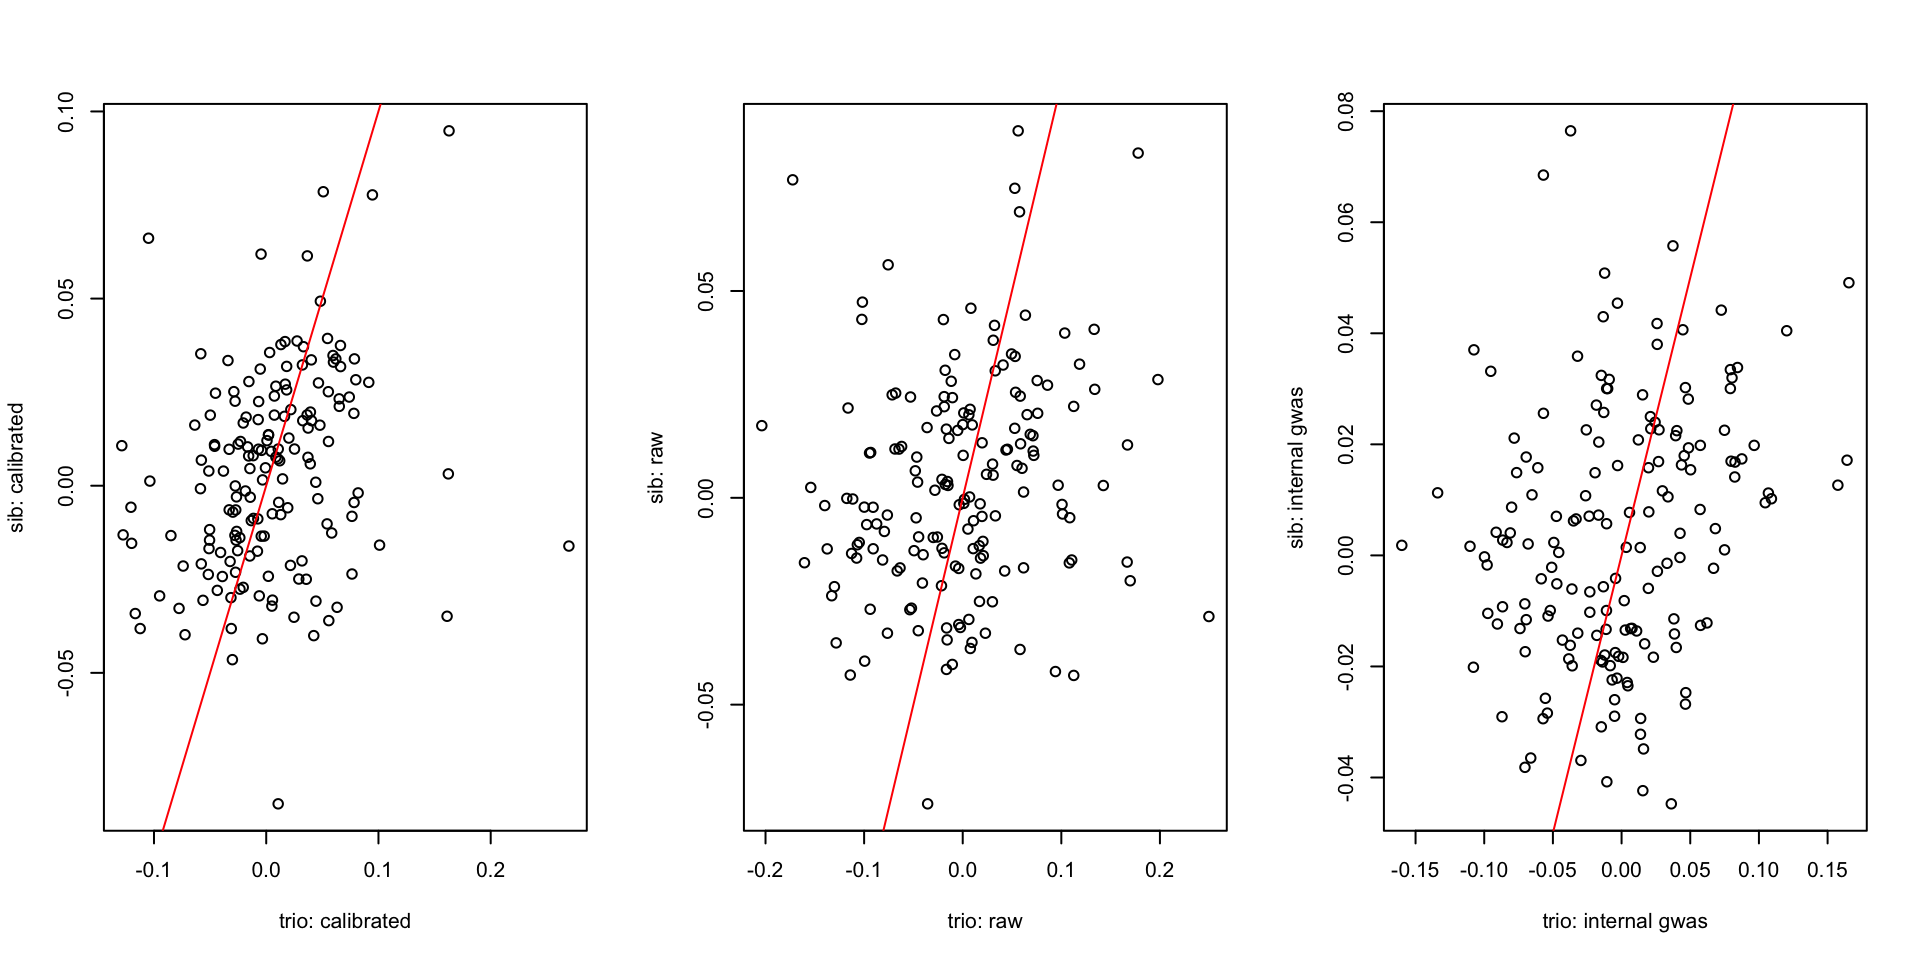 0.10
0.05
0.00
-0.05
sib: calibrated
-0.1 0.0 0.1 0.2
trio: calibrated
0.05
0.00
-0.05
sib: raw
-0.2 -0.1 0.0 0.1 0.2
trio: raw
0.08
0.06
0.04
0.02
0.00
-0.02
-0.04
sib: internal gwas
-0.15 -0.10 -0.05 0.00 0.05 0.10 0.15
trio: internal gwas